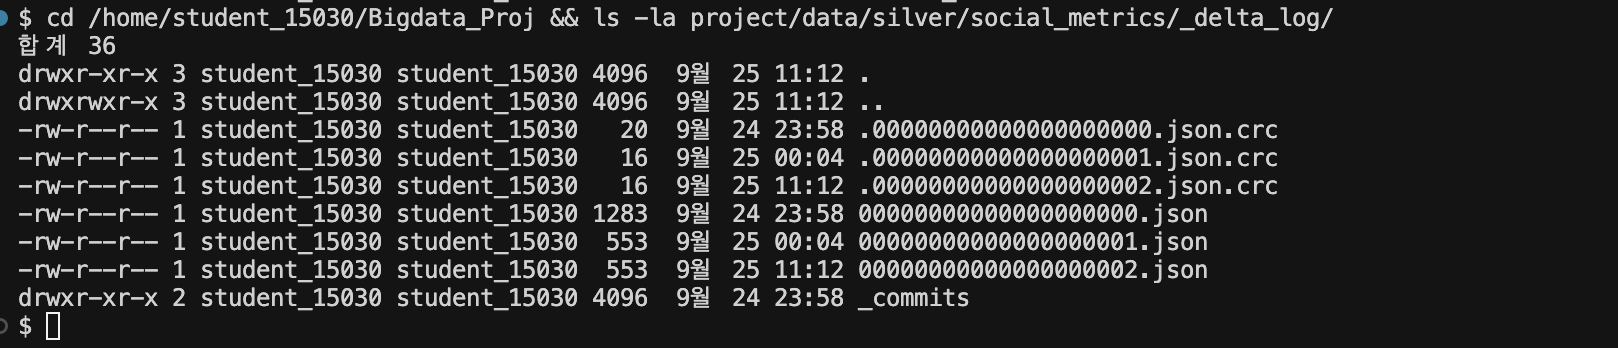 $ cd /home/student_15030/Bigdata_Proj && ls -la project/data/silver/social_metrics/_delta_log/
합계 36
drwxr-xr-x 3 student_15030 student_15030 4096  9월  25 11:12 .
drwxrwxr-x 3 student_15030 student_15030 4096  9월  25 11:12 ..
-rw-r--r-- 1 student_15030 student_15030   20  9월  24 23:58 .00000000000000000000.json.crc
-rw-r--r-- 1 student_15030 student_15030   16  9월  25 00:04 .00000000000000000001.json.crc
-rw-r--r-- 1 student_15030 student_15030   16  9월  25 11:12 .00000000000000000002.json.crc
-rw-r--r-- 1 student_15030 student_15030 1283  9월  24 23:58 00000000000000000000.json
-rw-r--r-- 1 student_15030 student_15030  553  9월  25 00:04 00000000000000000001.json
-rw-r--r-- 1 student_15030 student_15030  553  9월  25 11:12 00000000000000000002.json
drwxr-xr-x 2 student_15030 student_15030 4096  9월  24 23:58 _commits
$